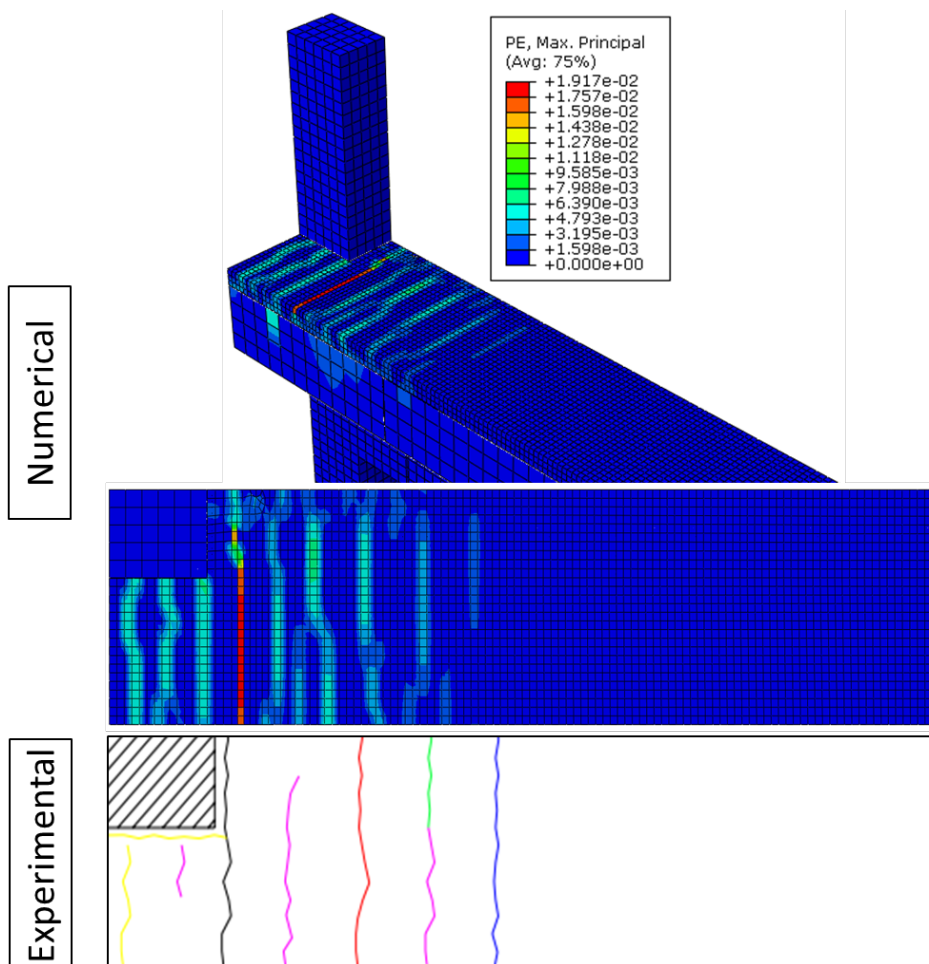 PE, Max. Principal
(Avg: 75%)
+1.917e-02
+1.757e-02
+1.598e-02
+1.438e-02
+1.278e-02
+1.118e-02
+9.585e-03
+7.988e-03
+6.390e-03
+4.793e-03
+3.195e-03
+1.598e-03
+0.000e+00
Numerical
Experimental